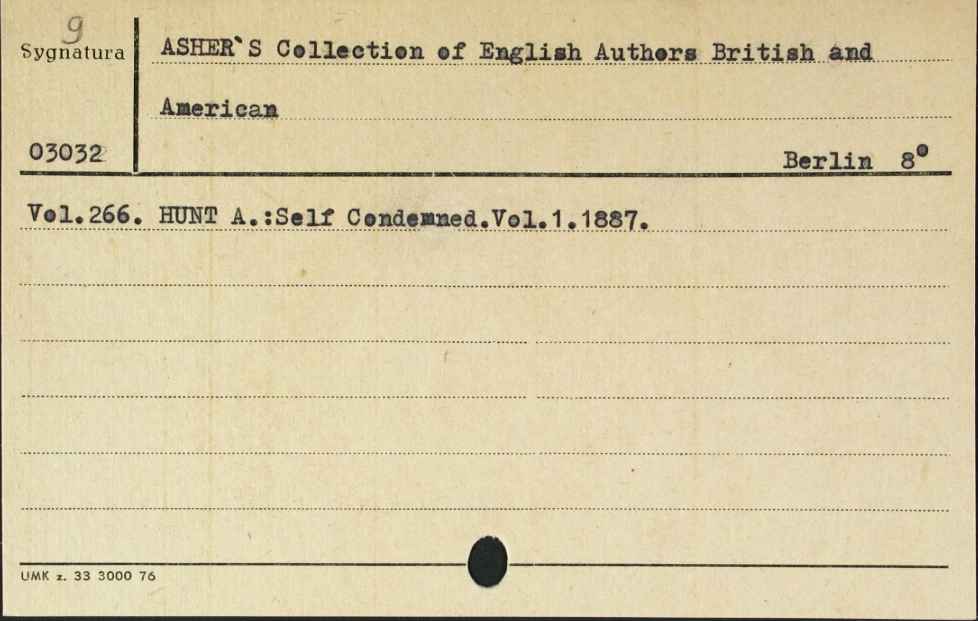 9
Sygnatura
ASHER`S Collection of English Authors British and
American
03032
Berlin 8°
Vol.266. HUNT A.:Self Condemned.Vol.1.1887.
UMK z. 33 3000 76